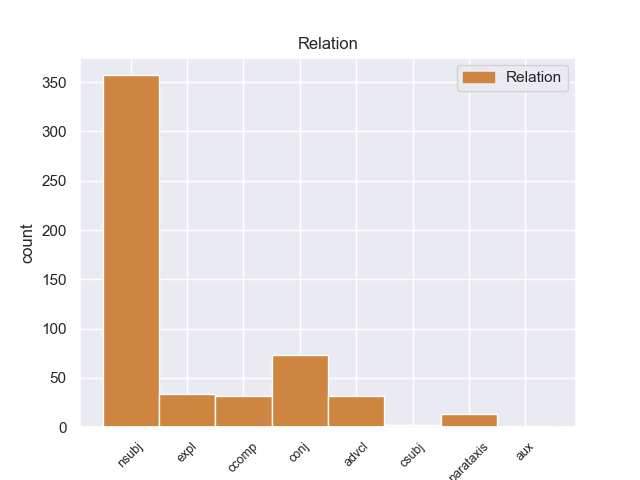 Relation
Relation
350
300
250
200
150
100
50
0
count
nsubj
expl
ccomp
conj
advcl
csubj
parataxis
aux